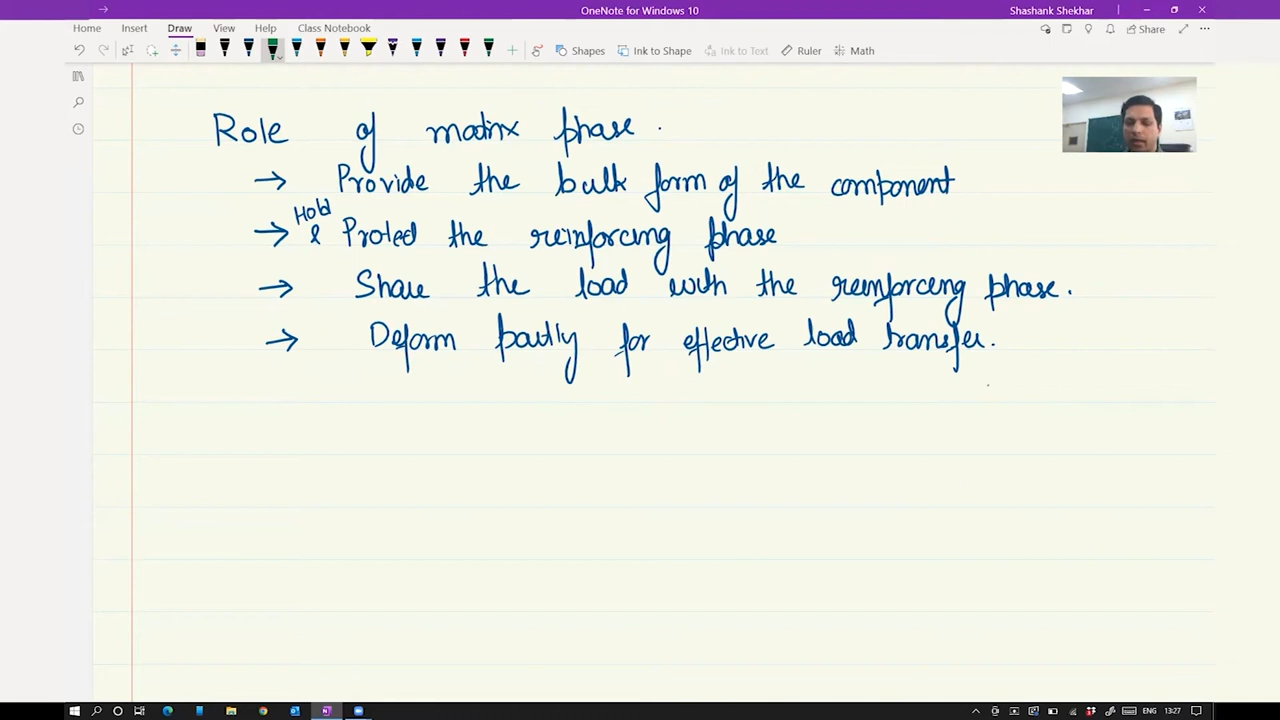 OneNote for Windows 10
Shashank Shekhar
Home Insert Draw View Help Class Notebook
Share
Shapes Ink to Shape Ink to Text Ruler Math
Role of matrix phase.
→ Provide the bulk form of the component
→ Hold & Protect the reinforcing phase
→ Share the load with the reinforcing phase.
→ Deform partly for effective load transfer.
ENG 13:27